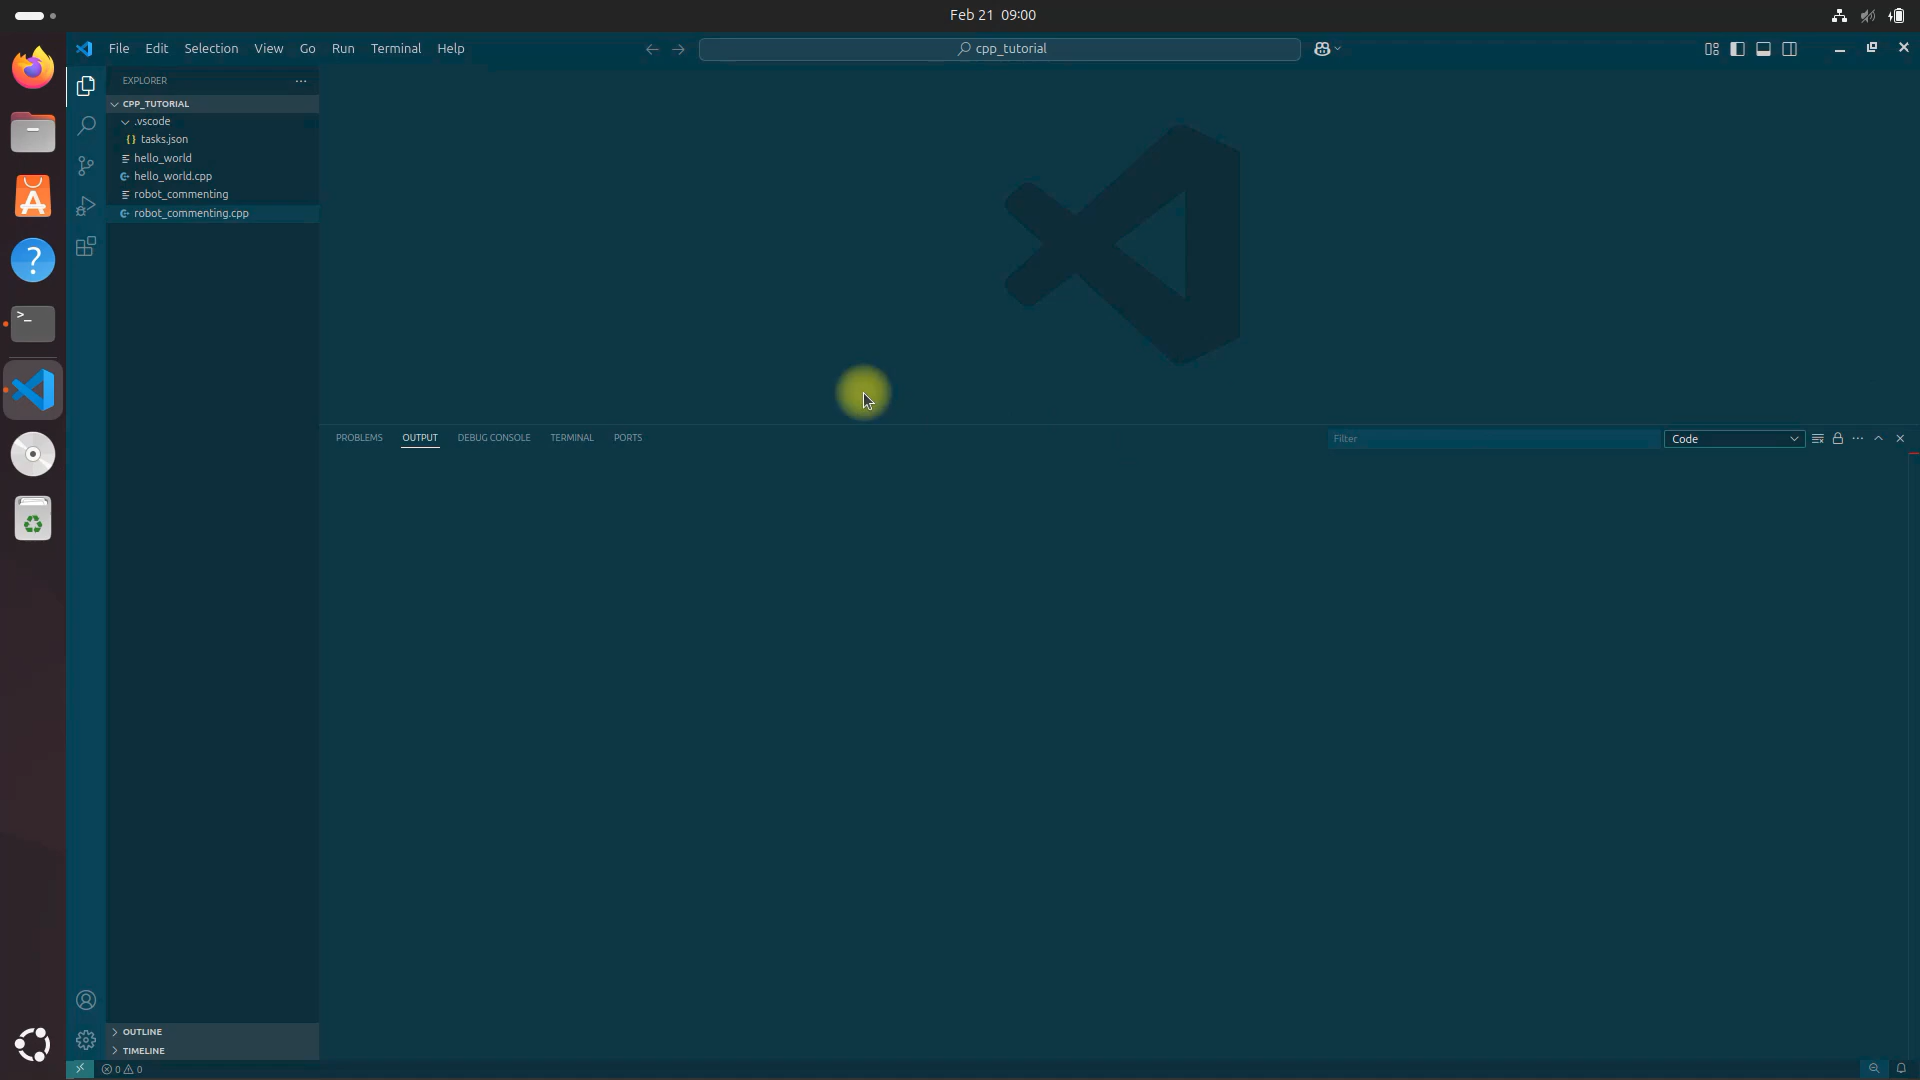 Feb 21 09:00
File Edit Selection View Go Run Terminal Help
cpp_tutorial
EXPLORER
CPP_TUTORIAL
.vscode
tasks.json
hello_world
hello_world.cpp
robot_commenting
robot_commenting.cpp
PROBLEMS OUTPUT DEBUG CONSOLE TERMINAL PORTS
Filter
Code
OUTLINE
TIMELINE
0 0